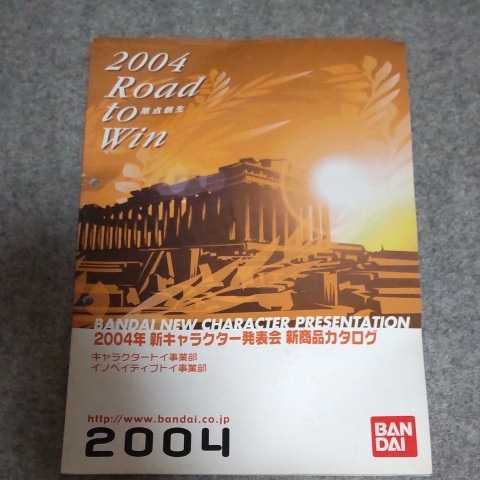 2004
Road
to
Win
BANDAI NEW CHARACTER PRESENTATION
2004年 新キャラクター発表会 新商品カタログ
キャラクタートイ事業部
イノベイティブトイ事業部
http://www.bandai.co.jp
2004
BAN
DAI